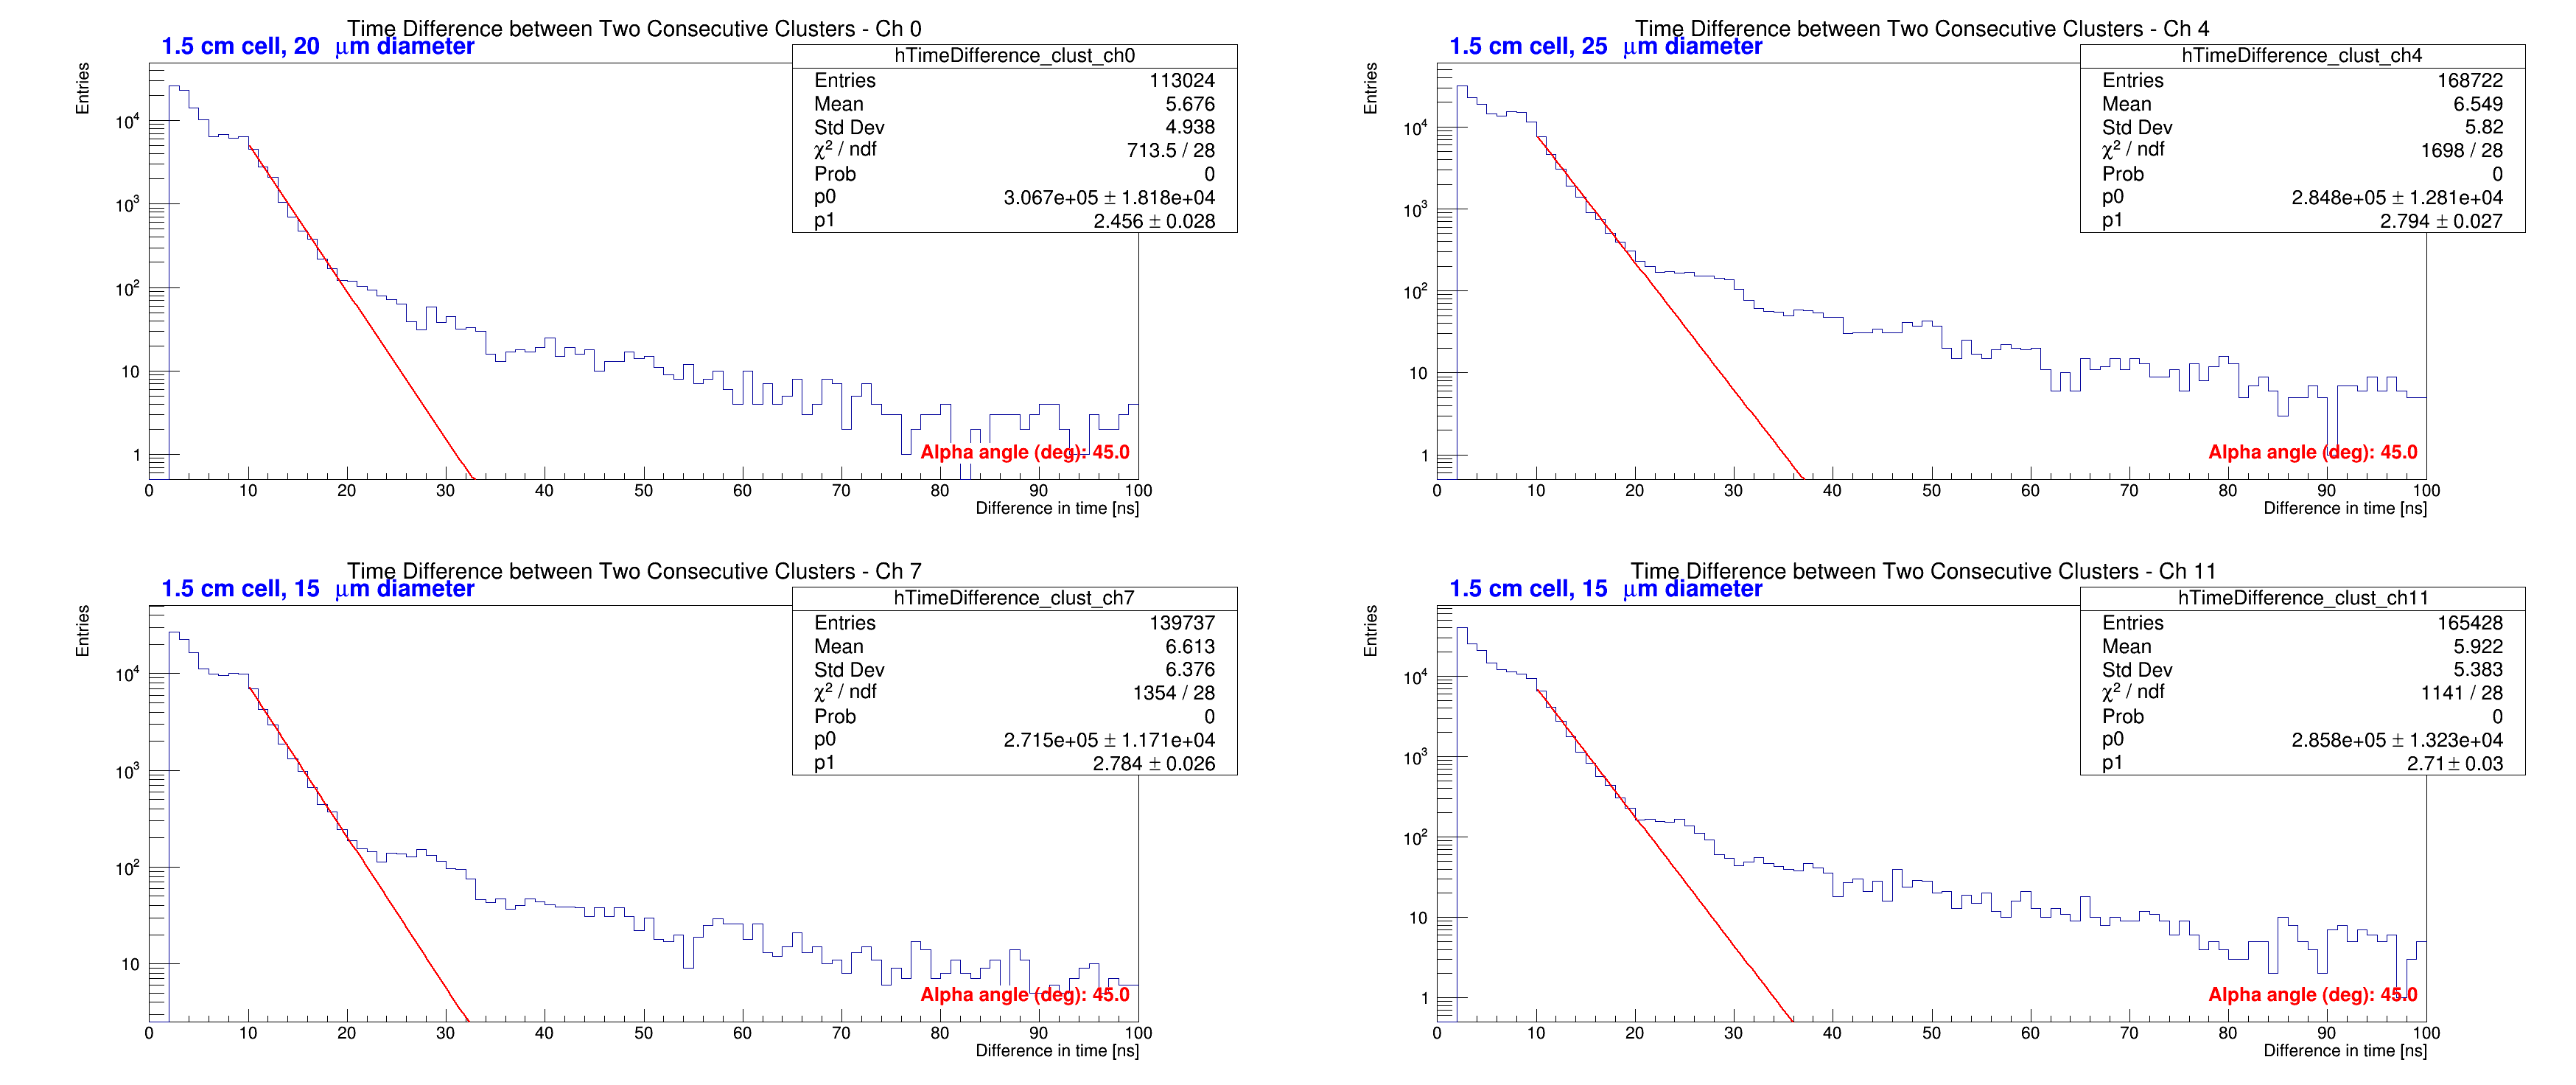 Time Difference between Two Consecutive Clusters - Ch 0
1.5 cm cell, 20 μm diameter
hTimeDifference_clust_ch0
Entries 113024
Mean 5.676
Std Dev 4.938
χ² / ndf 713.5 / 28
Prob 0
p0 3.067e+05 ± 1.818e+04
p1 2.456 ± 0.028
Entries
10⁴
10³
10²
10
1
Alpha angle (deg): 45.0
0 10 20 30 40 50 60 70 80 90 100
Difference in time [ns]
Time Difference between Two Consecutive Clusters - Ch 4
1.5 cm cell, 25 μm diameter
hTimeDifference_clust_ch4
Entries 168722
Mean 6.549
Std Dev 5.82
χ² / ndf 1698 / 28
Prob 0
p0 2.848e+05 ± 1.281e+04
p1 2.794 ± 0.027
Entries
10⁴
10³
10²
10
1
Alpha angle (deg): 45.0
0 10 20 30 40 50 60 70 80 90 100
Difference in time [ns]
Time Difference between Two Consecutive Clusters - Ch 7
1.5 cm cell, 15 μm diameter
hTimeDifference_clust_ch7
Entries 139737
Mean 6.613
Std Dev 6.376
χ² / ndf 1354 / 28
Prob 0
p0 2.715e+05 ± 1.171e+04
p1 2.784 ± 0.026
Entries
10⁴
10³
10²
10
Alpha angle (deg): 45.0
0 10 20 30 40 50 60 70 80 90 100
Difference in time [ns]
Time Difference between Two Consecutive Clusters - Ch 11
1.5 cm cell, 15 μm diameter
hTimeDifference_clust_ch11
Entries 165428
Mean 5.922
Std Dev 5.383
χ² / ndf 1141 / 28
Prob 0
p0 2.858e+05 ± 1.323e+04
p1 2.71 ± 0.03
Entries
10⁴
10³
10²
10
1
Alpha angle (deg): 45.0
0 10 20 30 40 50 60 70 80 90 100
Difference in time [ns]